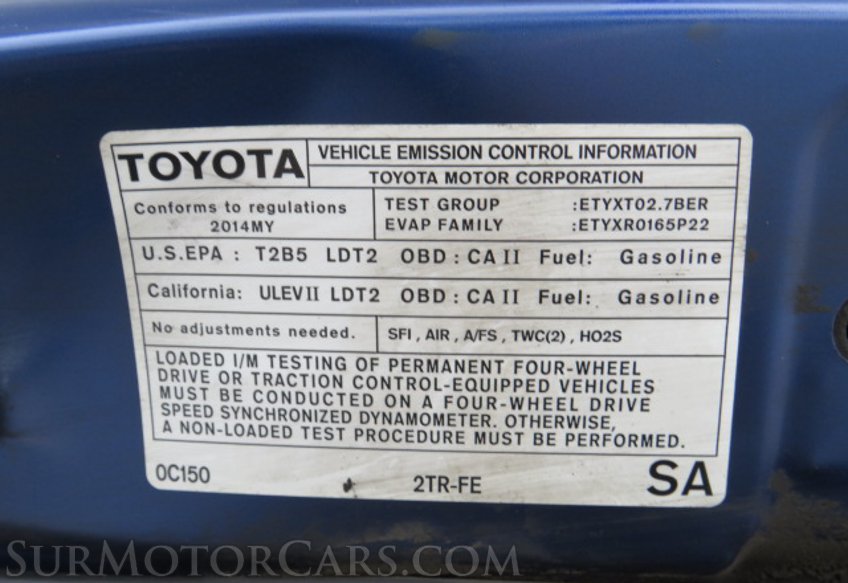 TOYOTA
VEHICLE EMISSION CONTROL INFORMATION
TOYOTA MOTOR CORPORATION
Conforms to regulations
2014MY
TEST GROUP :ETYXT02.7BER
EVAP FAMILY :ETYXR0165P22
U.S.EPA : T2B5 LDT2 OBD : CA II Fuel: Gasoline
California: ULEV II LDT2 OBD : CA II Fuel: Gasoline
No adjustments needed.
SFI , AIR , A/FS , TWC(2) , HO2S
LOADED I/M TESTING OF PERMANENT FOUR-WHEEL
DRIVE OR TRACTION CONTROL-EQUIPPED VEHICLES
MUST BE CONDUCTED ON A FOUR-WHEEL DRIVE
SPEED SYNCHRONIZED DYNAMOMETER. OTHERWISE,
A NON-LOADED TEST PROCEDURE MUST BE PERFORMED.
0C150 2TR-FE SA
SurMotorCars.com